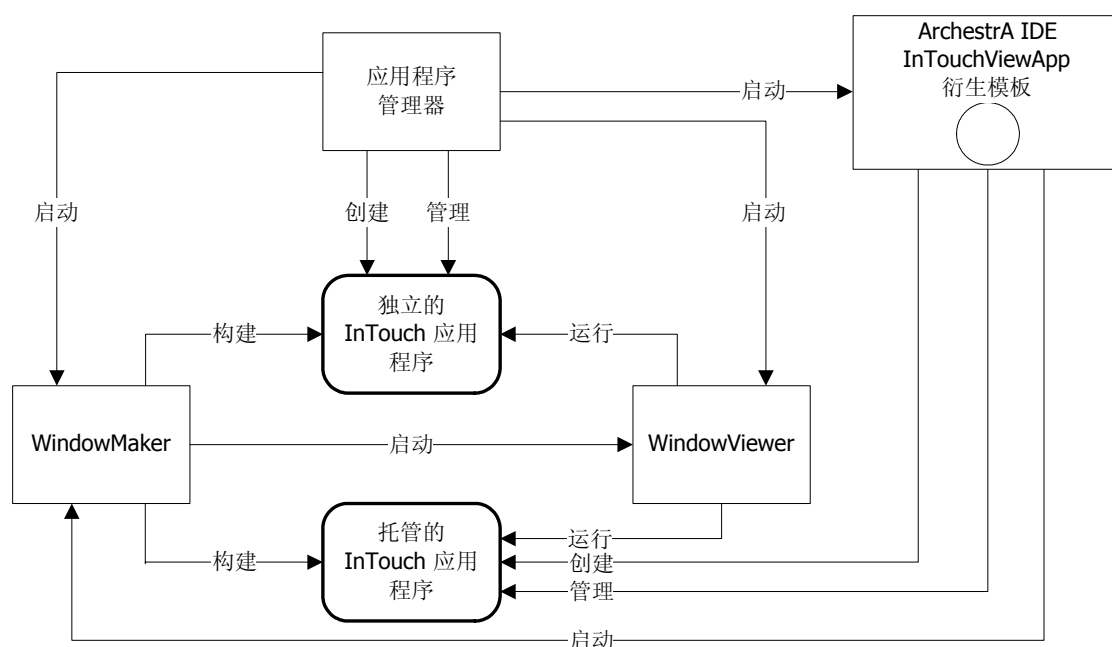 应用程序
管理器
ArchestrA IDE
InTouchViewApp
衍生模板
启动
启动
创建
管理
启动
独立的
InTouch 应用
程序
构建
运行
WindowMaker
启动
WindowViewer
托管的
InTouch 应用
程序
构建
运行
创建
管理
启动